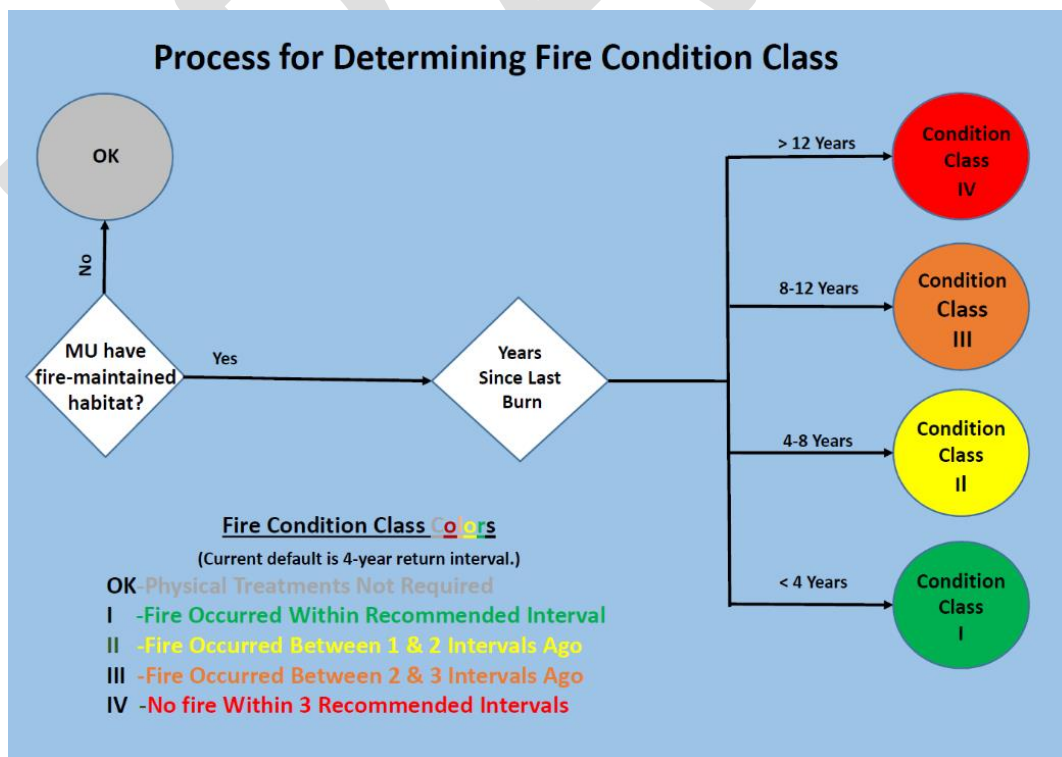 Process for Determining Fire Condition Class
OK
No
MU have
fire-maintained
habitat?
Yes
Years
Since Last
Burn
> 12 Years
Condition
Class
IV
8-12 Years
Condition
Class
III
4-8 Years
Condition
Class
II
< 4 Years
Condition
Class
I
Fire Condition Class Colors
(Current default is 4-year return interval.)
OK-Physical Treatments Not Required
I -Fire Occurred Within Recommended Interval
II -Fire Occurred Between 1 & 2 Intervals Ago
III -Fire Occurred Between 2 & 3 Intervals Ago
IV -No fire Within 3 Recommended Intervals